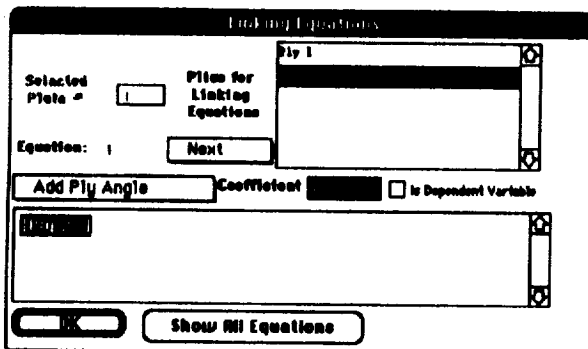 Linking Equations
Ply 1
Selected
Plate =
1
Plies for
Linking
Equations
Equation: 1
Next
Add Ply Angle
Coefficient
Is Dependent Variable
OK
Show All Equations